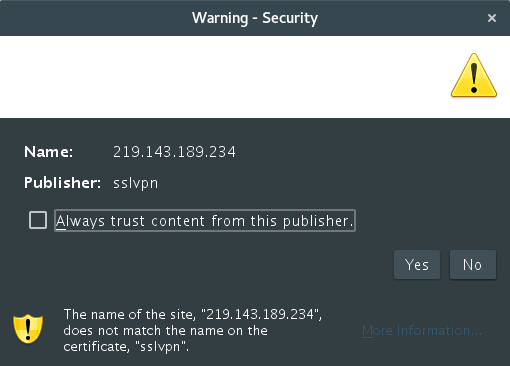 Warning - Security
Name: 219.143.189.234
Publisher: sslvpn
Always trust content from this publisher.
Yes No
The name of the site, "219.143.189.234",
does not match the name on the
certificate, "sslvpn".
More Information...